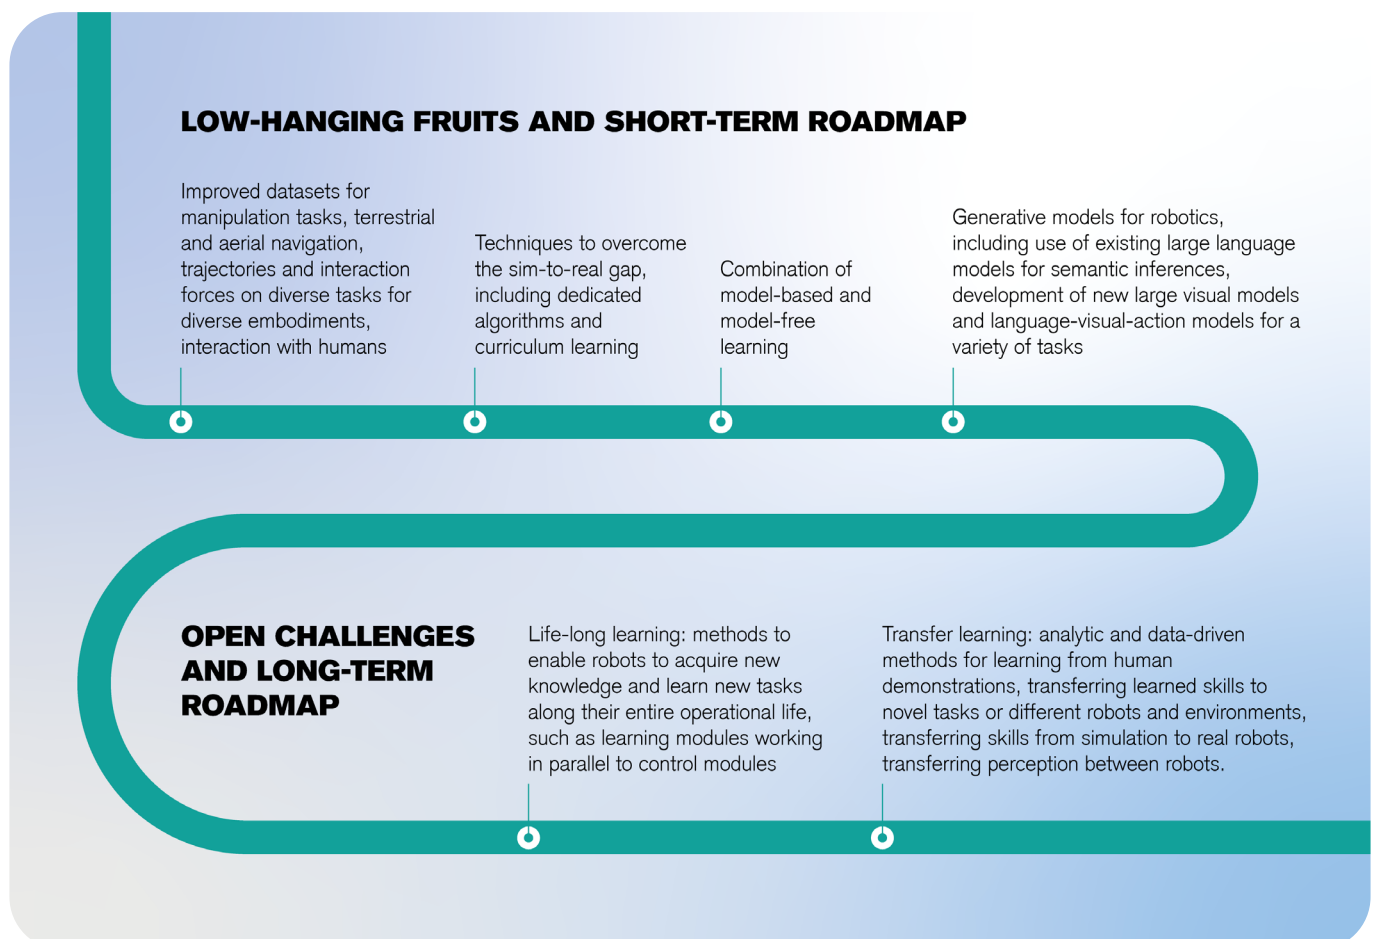 LOW-HANGING FRUITS AND SHORT-TERM ROADMAP
Improved datasets for
manipulation tasks, terrestrial
and aerial navigation,
trajectories and interaction
forces on diverse tasks for
diverse embodiments,
interaction with humans
Techniques to overcome
the sim-to-real gap,
including dedicated
algorithms and
curriculum learning
Combination of
model-based and
model-free
learning
Generative models for robotics,
including use of existing large language
models for semantic inferences,
development of new large visual models
and language-visual-action models for a
variety of tasks
OPEN CHALLENGES
AND LONG-TERM
ROADMAP
Life-long learning: methods to
enable robots to acquire new
knowledge and learn new tasks
along their entire operational life,
such as learning modules working
in parallel to control modules
Transfer learning: analytic and data-driven
methods for learning from human
demonstrations, transferring learned skills to
novel tasks or different robots and environments,
transferring skills from simulation to real robots,
transferring perception between robots.